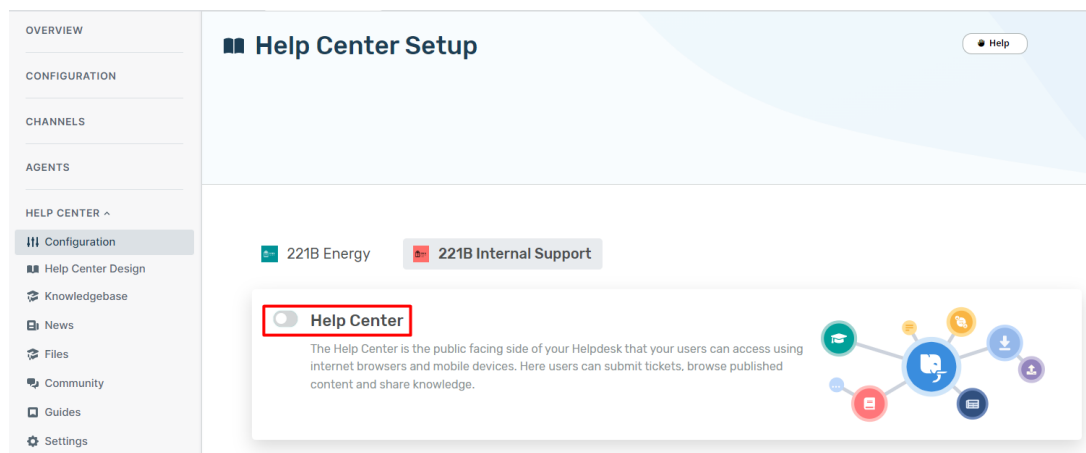 OVERVIEW
CONFIGURATION
CHANNELS
AGENTS
HELP CENTER
Configuration
Help Center Design
Knowledgebase
News
Files
Community
Guides
Settings
Help Center Setup
Help
221B Energy
221B Internal Support
Help Center
The Help Center is the public facing side of your Helpdesk that your users can access using
internet browsers and mobile devices. Here users can submit tickets, browse published
content and share knowledge.